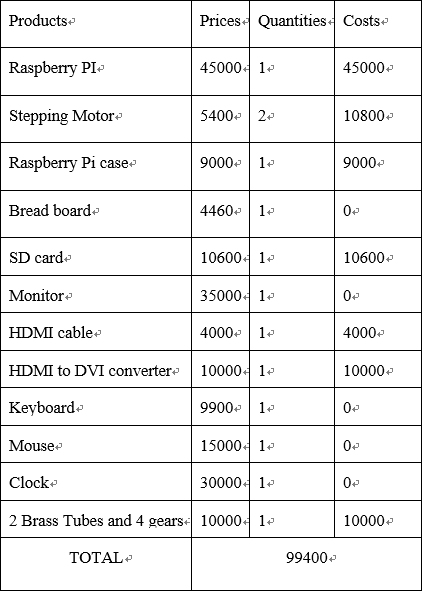 Products Prices Quantities Costs
Raspberry PI 45000 1 45000
Stepping Motor 5400 2 10800
Raspberry Pi case 9000 1 9000
Bread board 4460 1 0
SD card 10600 1 10600
Monitor 35000 1 0
HDMI cable 4000 1 4000
HDMI to DVI converter 10000 1 10000
Keyboard 9900 1 0
Mouse 15000 1 0
Clock 30000 1 0
2 Brass Tubes and 4 gears 10000 1 10000
TOTAL 99400